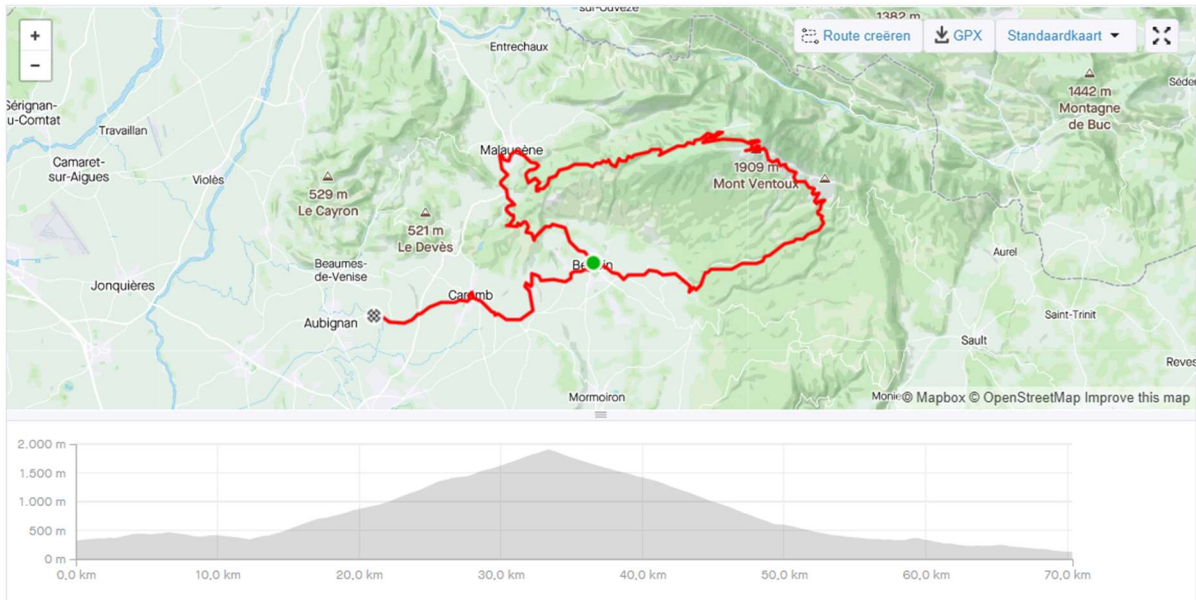 sur-Ouvèze
1382 m
+
−
Route creëren
GPX
Standaardkaart
Entrechaux
Sérignan-
u-Comtat
Travaillan
Camaret-
sur-Aigues
Violès
Malaucène
529 m
Le Cayron
521 m
Le Devès
1909 m
Mont Ventoux
1442 m
Montagne
de Buc
Séder
Beaumes-
de-Venise
Jonquières
Aubignan
Caromb
Aurel
Saint-Trinit
Sault
Reves
Mormoiron
Monie
© Mapbox © OpenStreetMap Improve this map
2.000 m
1.500 m
1.000 m
500 m
0 m
0,0 km
10,0 km
20,0 km
30,0 km
40,0 km
50,0 km
60,0 km
70,0 km